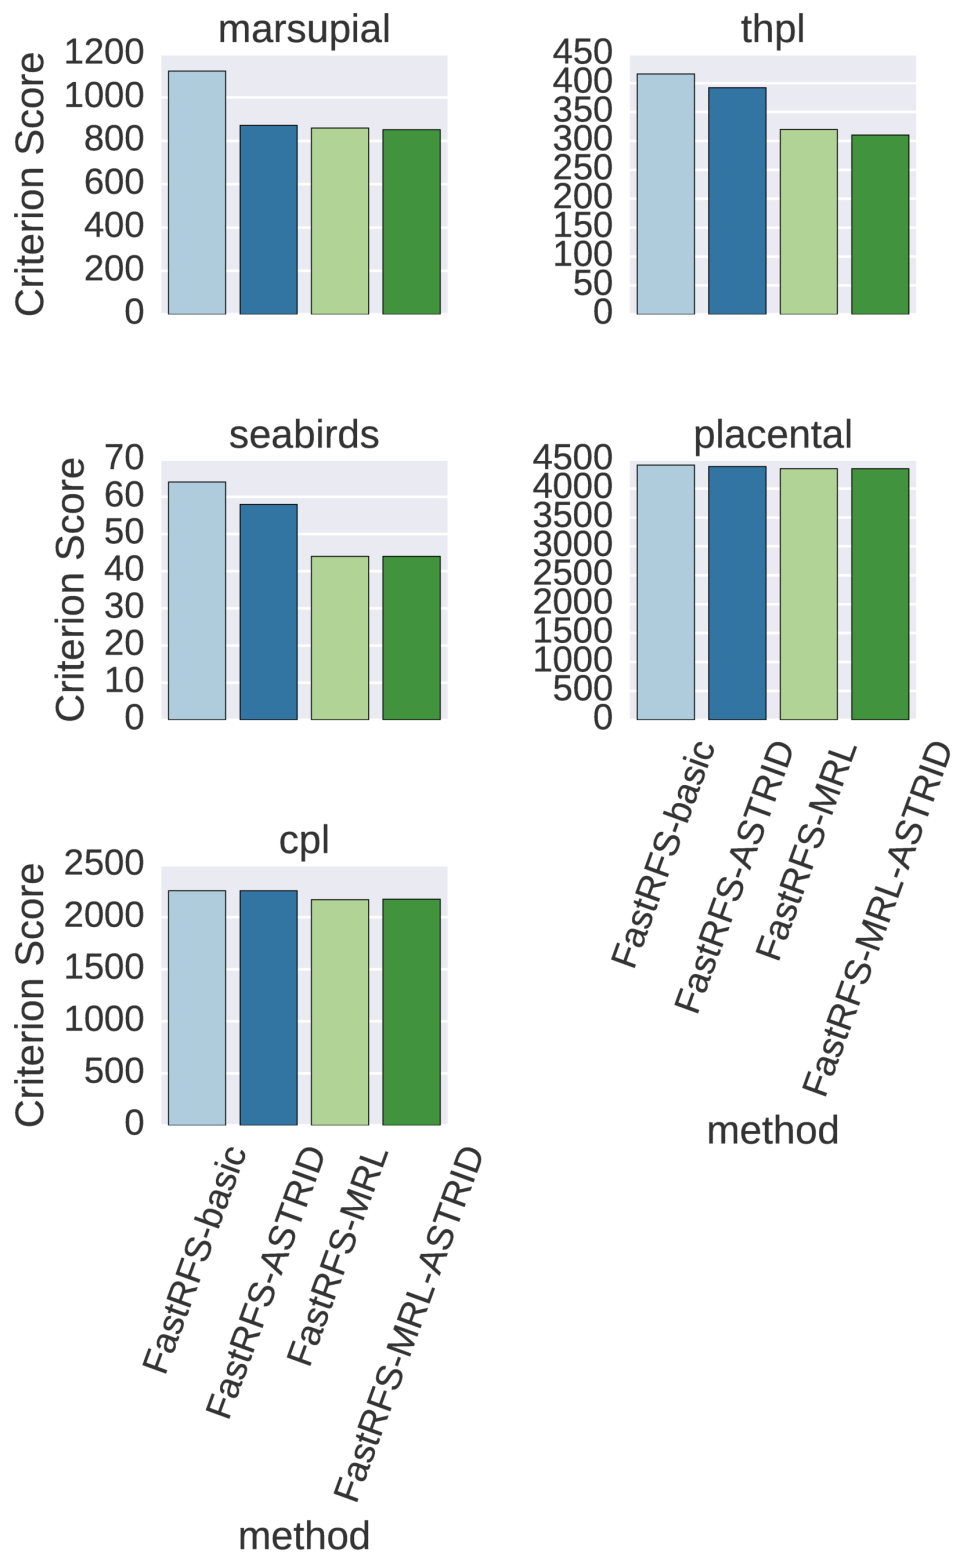 marsupial
Criterion Score
1200
1000
800
600
400
200
0
thpl
450
400
350
300
250
200
150
100
50
0
seabirds
Criterion Score
70
60
50
40
30
20
10
0
placental
4500
4000
3500
3000
2500
2000
1500
1000
500
0
FastRFS-basic
FastRFS-ASTRID
FastRFS-MRL
FastRFS-MRL-ASTRID
method
cpl
Criterion Score
2500
2000
1500
1000
500
0
FastRFS-basic
FastRFS-ASTRID
FastRFS-MRL
FastRFS-MRL-ASTRID
method